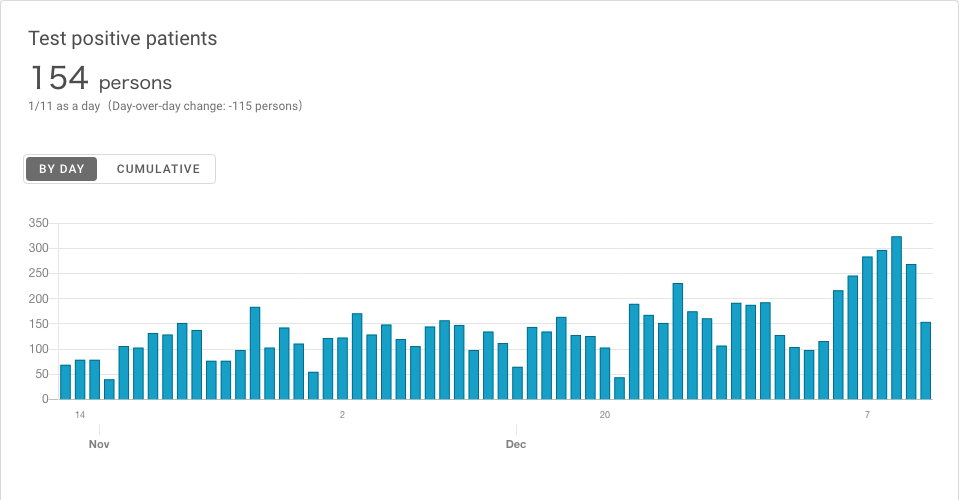 Test positive patients
154 persons
1/11 as a day（Day-over-day change: -115 persons）
BY DAY CUMULATIVE
350
300
250
200
150
100
50
0
14 2 20 7
Nov Dec